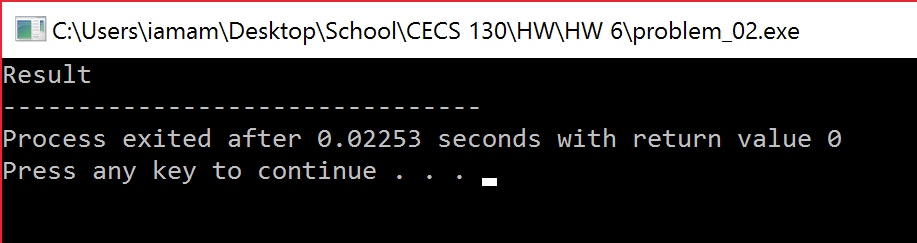 C:\Users\iamam\Desktop\School\CECS 130\HW\HW 6\problem_02.exe
Result
--------------------------------
Process exited after 0.02253 seconds with return value 0
Press any key to continue . . .